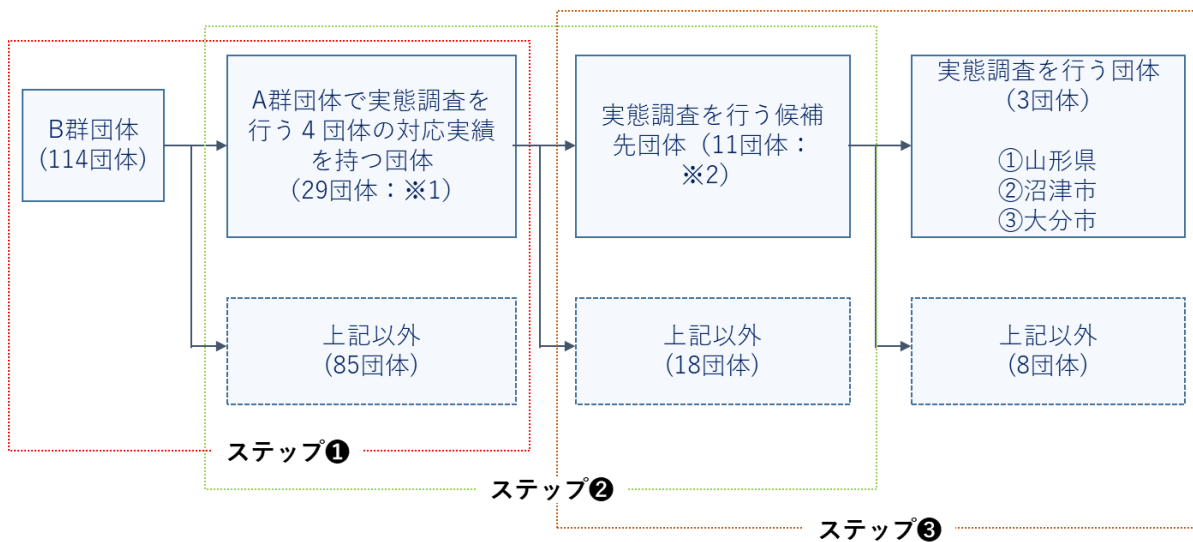 B群団体
(114団体)
A群団体で実態調査を
行う４団体の対応実績
を持つ団体
(29団体：※1)
上記以外
(85団体)
実態調査を行う候補
先団体（11団体：
※2)
上記以外
(18団体)
実態調査を行う団体
(3団体)
①山形県
②沼津市
③大分市
上記以外
(8団体)
ステップ❶
ステップ❷
ステップ❸